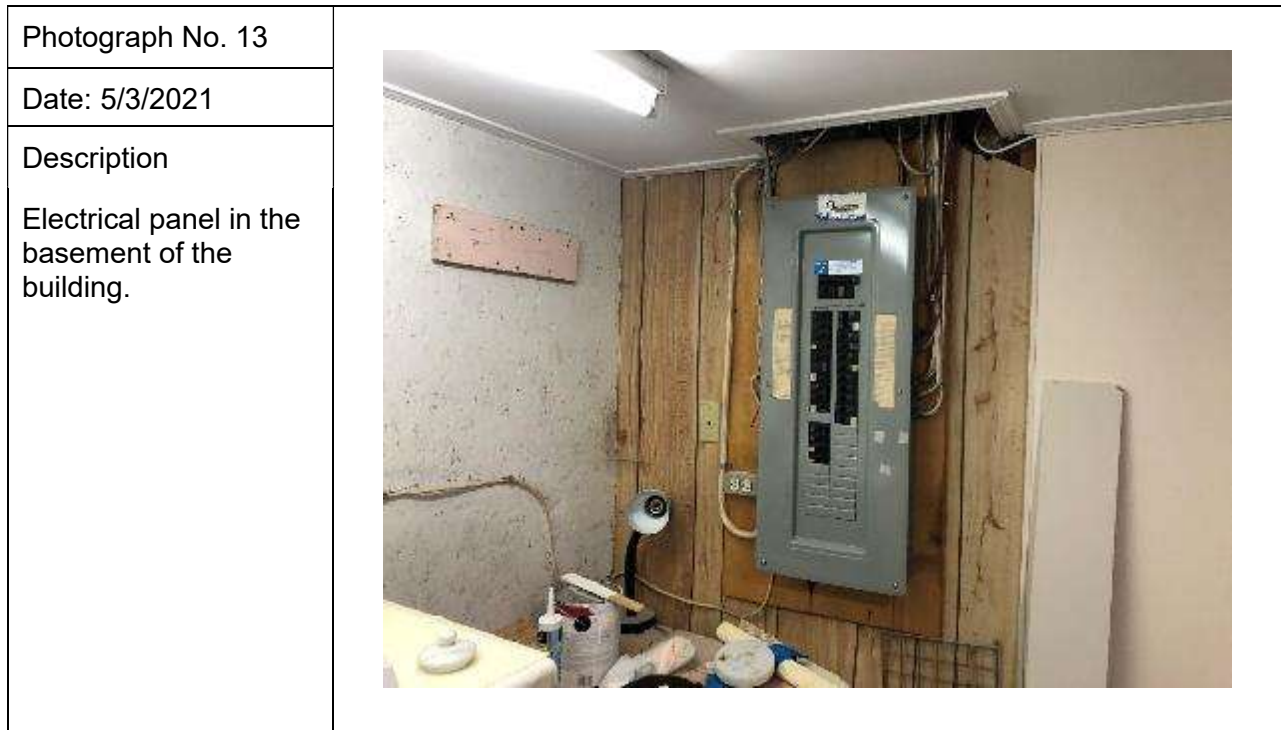 Photograph No. 13
Date: 5/3/2021
Description
Electrical panel in the
basement of the
building.